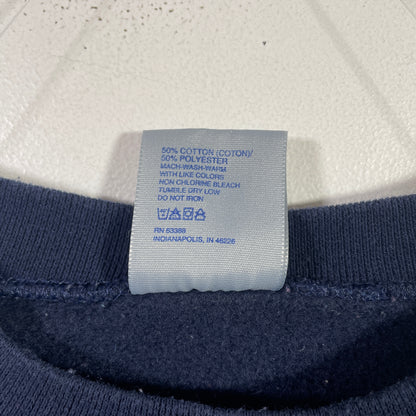 50% COTTON (COTON)/
50% POLYESTER
MACH-WASH-WARM
WITH LIKE COLORS
NON CHLORINE BLEACH
TUMBLE DRY LOW
DO NOT IRON
RN 63388
INDIANAPOLIS, IN 46226